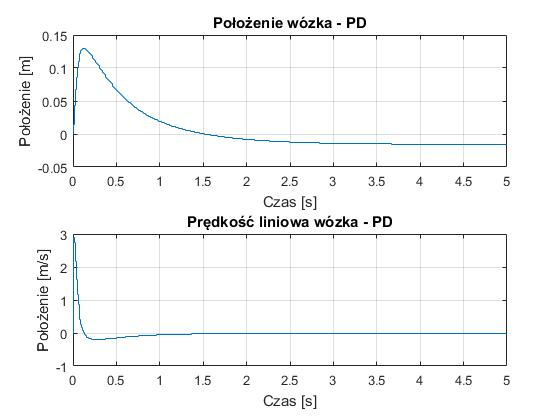 Położenie wózka - PD
0.15
0.1
0.05
0
-0.05
Położenie [m]
0 0.5 1 1.5 2 2.5 3 3.5 4 4.5 5
Czas [s]
Prędkość liniowa wózka - PD
3
2
1
0
-1
Położenie [m/s]
0 0.5 1 1.5 2 2.5 3 3.5 4 4.5 5
Czas [s]